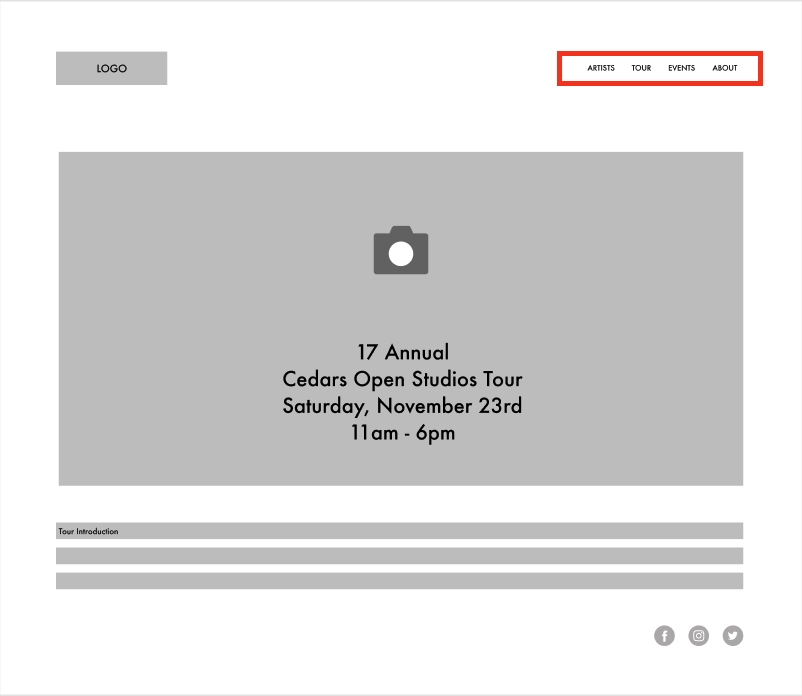 LOGO
ARTISTS TOUR EVENTS ABOUT
17 Annual
Cedars Open Studios Tour
Saturday, November 23rd
11am - 6pm
Tour Introduction